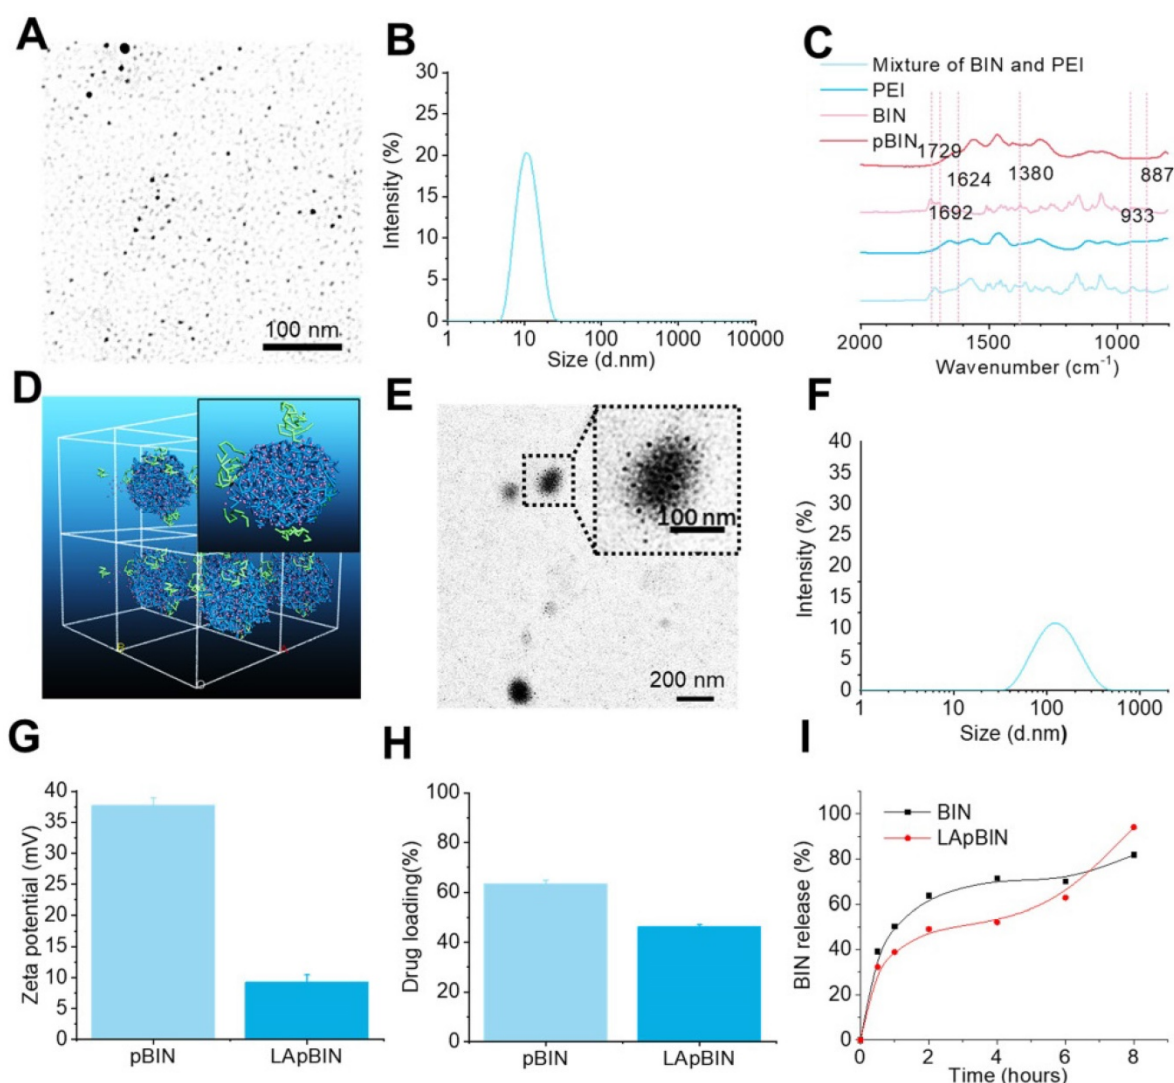 A
100 nm
B
30
25
20
15
10
5
0
Intensity (%)
1 10 100 1000 10000
Size (d.nm)
C
Mixture of BIN and PEI
PEI
BIN
pBIN
1729
1624
1380
887
1692
933
2000 1500 1000
Wavenumber (cm⁻¹)
D
E
100 nm
200 nm
F
40
35
30
25
20
15
10
5
0
Intensity (%)
1 10 100 1000
Size (d.nm)
G
40
35
30
25
20
15
10
5
0
Zeta potential (mV)
pBIN LApBIN
H
100
80
60
40
20
0
Drug loading(%)
pBIN LApBIN
I
100
80
60
40
20
0
BIN release (%)
BIN
LApBIN
0 2 4 6 8
Time (hours)